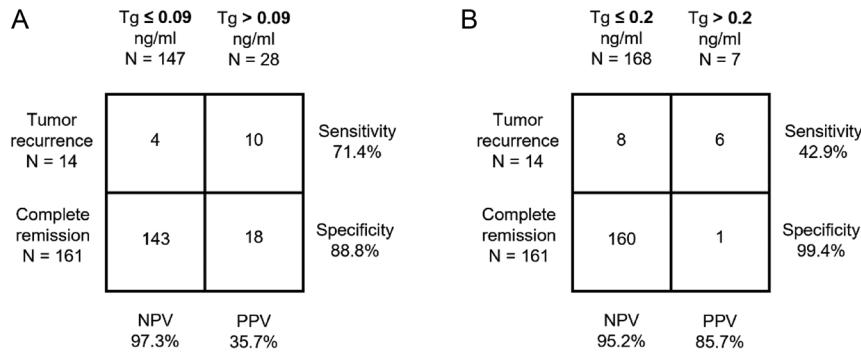 A
Tg ≤ 0.09
ng/ml
N = 147
Tg > 0.09
ng/ml
N = 28
Tumor
recurrence
N = 14
4
10
Sensitivity
71.4%
Complete
remission
N = 161
143
18
Specificity
88.8%
NPV
97.3%
PPV
35.7%
B
Tg ≤ 0.2
ng/ml
N = 168
Tg > 0.2
ng/ml
N = 7
Tumor
recurrence
N = 14
8
6
Sensitivity
42.9%
Complete
remission
N = 161
160
1
Specificity
99.4%
NPV
95.2%
PPV
85.7%